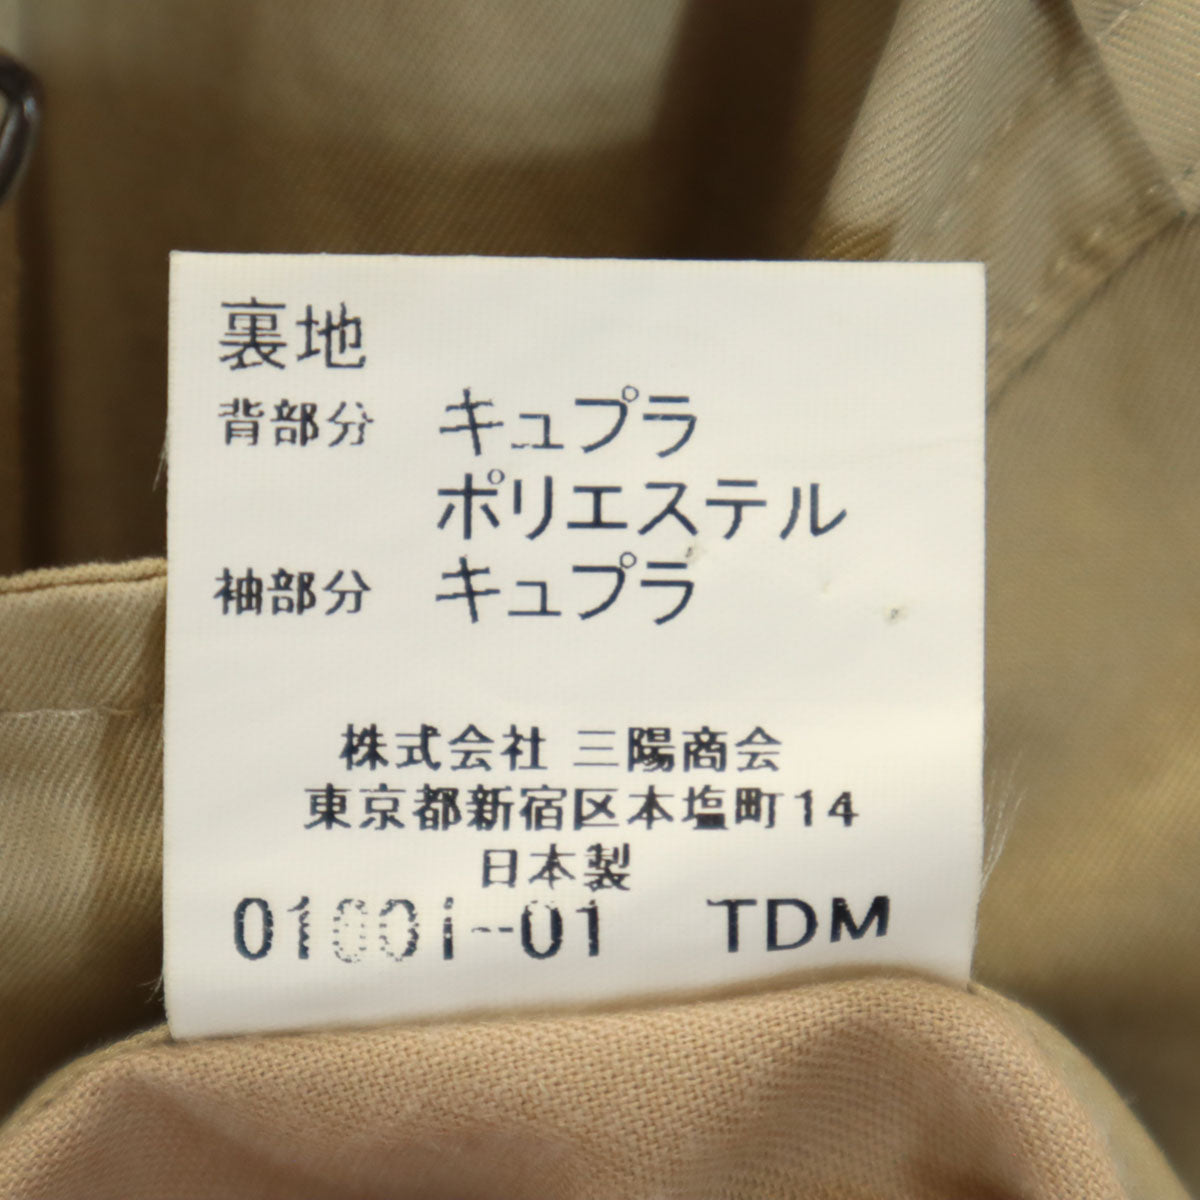 裏地
背部分 キュプラ
ポリエステル
袖部分 キュプラ
株式会社 三陽商会
東京都新宿区本塩町14
日本製
01001-01 TDM